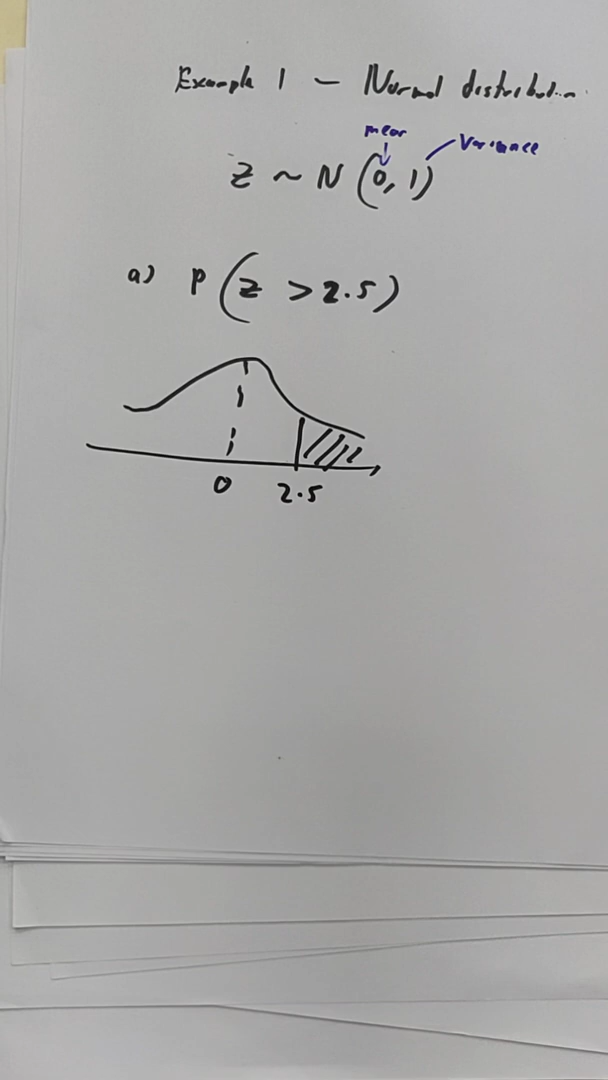 Example 1 - Normal distribution
mean
Variance
Z ~ N (0, 1)
a) P (Z > 2.5)
0 2.5